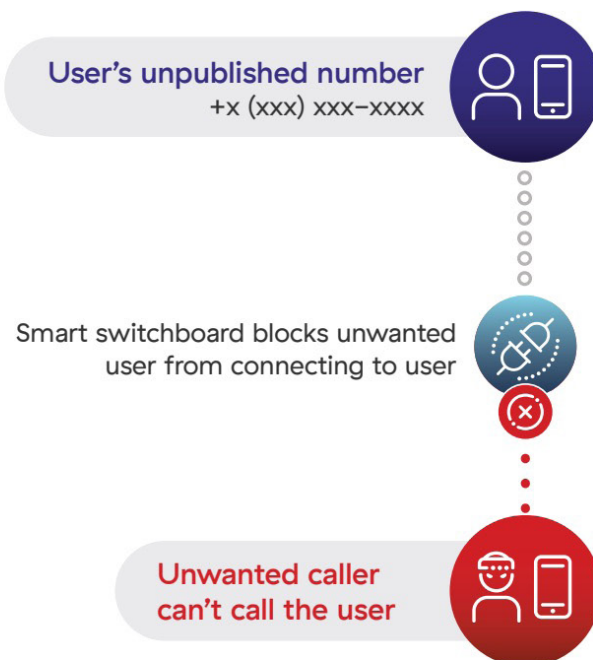 User’s unpublished number
+x (xxx) xxx–xxxx
Smart switchboard blocks unwanted
user from connecting to user
Unwanted caller
can’t call the user